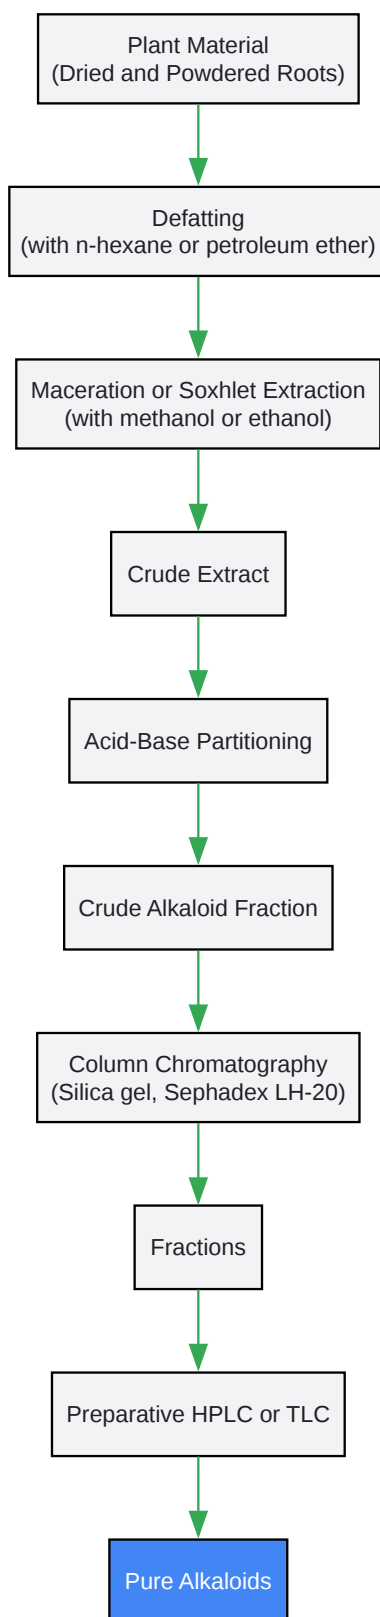 Plant Material
(Dried and Powdered Roots)
Defatting
(with n-hexane or petroleum ether)
Maceration or Soxhlet Extraction
(with methanol or ethanol)
Crude Extract
Acid-Base Partitioning
Crude Alkaloid Fraction
Column Chromatography
(Silica gel, Sephadex LH-20)
Fractions
Preparative HPLC or TLC
Pure Alkaloids